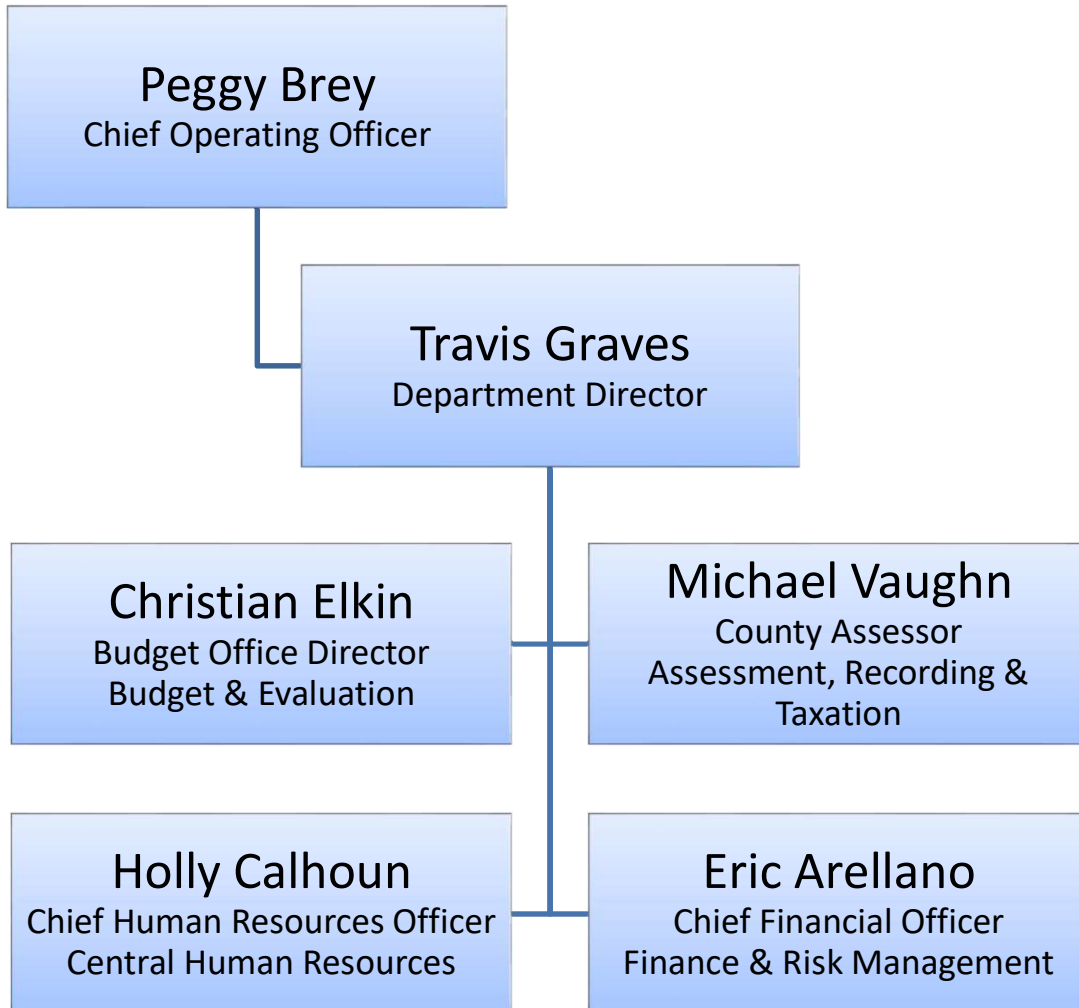 Peggy Brey
Chief Operating Officer
Travis Graves
Department Director
Christian Elkin
Budget Office Director
Budget & Evaluation
Michael Vaughn
County Assessor
Assessment, Recording &
Taxation
Holly Calhoun
Chief Human Resources Officer
Central Human Resources
Eric Arellano
Chief Financial Officer
Finance & Risk Management